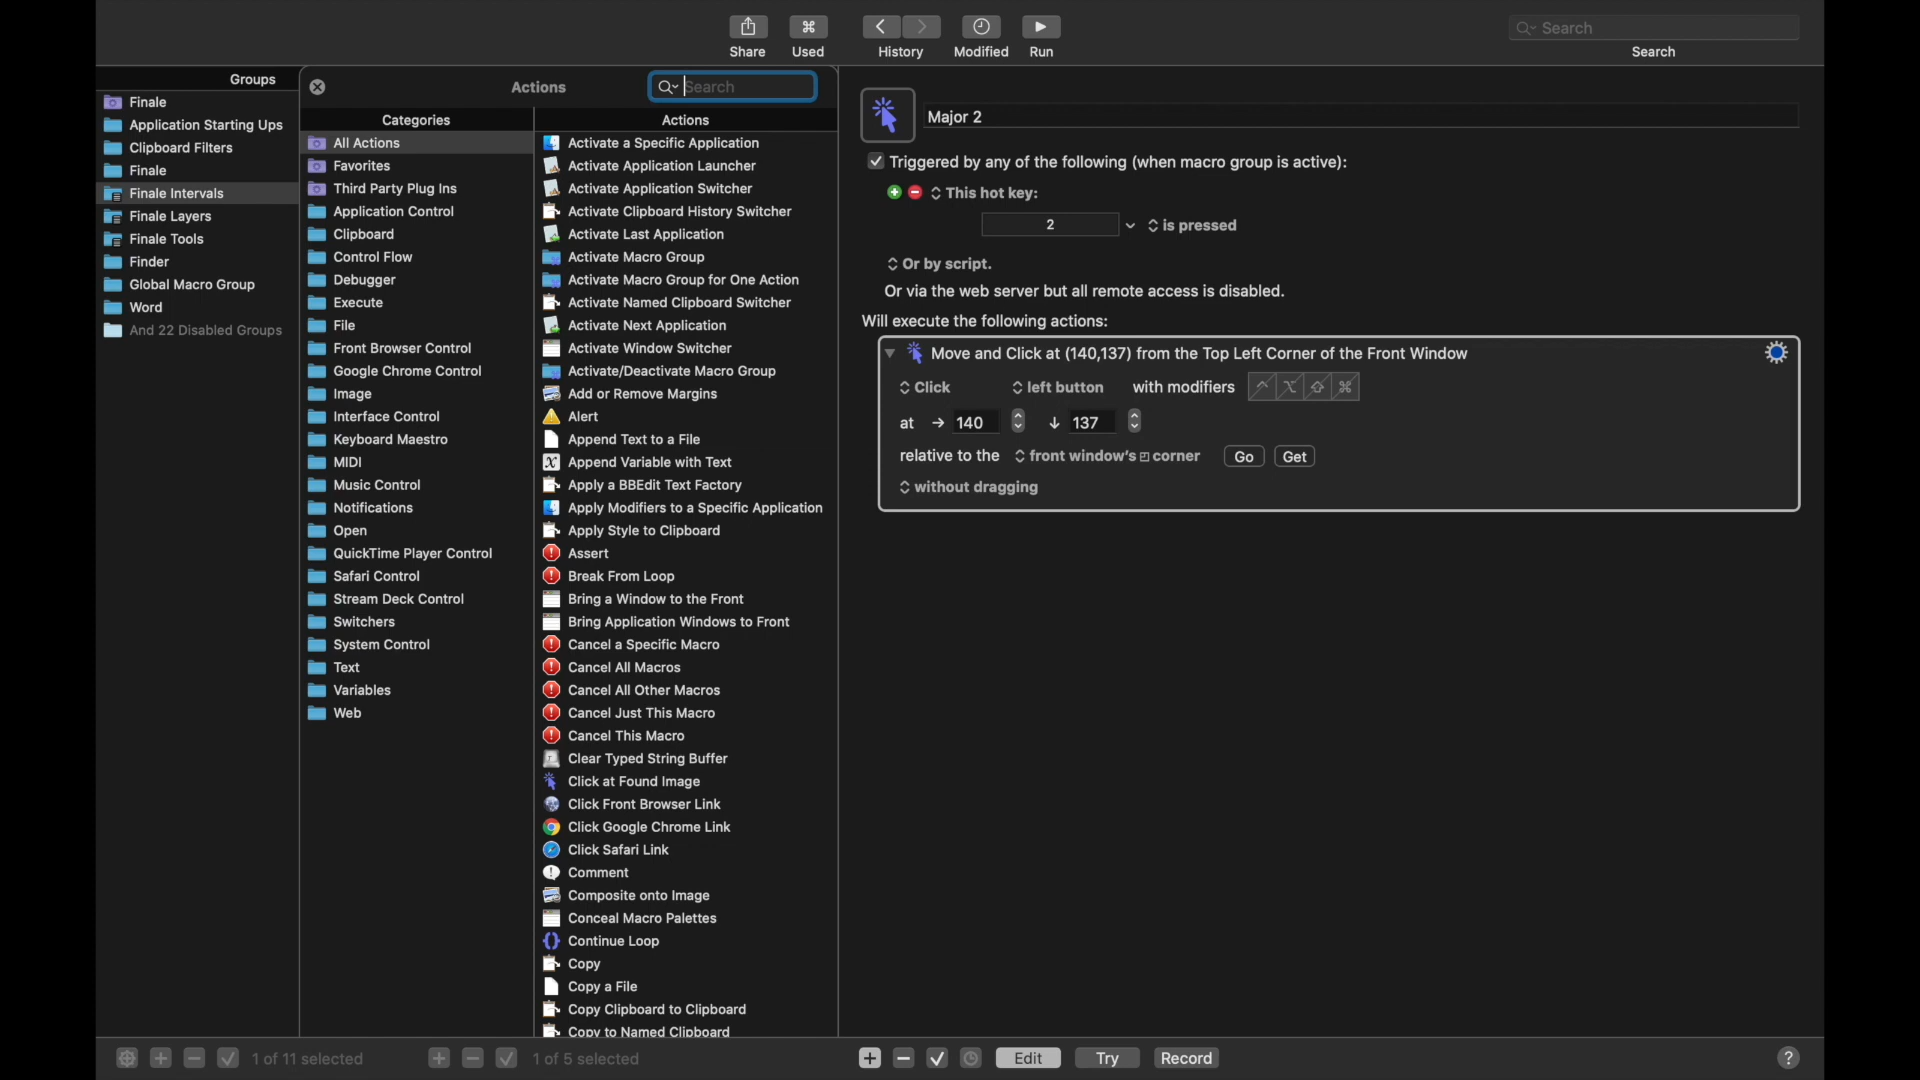 Share
Used
History
Modified
Run
Search
Search
Groups
Finale
Application Starting Ups
Clipboard Filters
Finale
Finale Intervals
Finale Layers
Finale Tools
Finder
Global Macro Group
Word
And 22 Disabled Groups
Actions
Search
Categories
All Actions
Favorites
Third Party Plug Ins
Application Control
Clipboard
Control Flow
Debugger
Execute
File
Front Browser Control
Google Chrome Control
Image
Interface Control
Keyboard Maestro
MIDI
Music Control
Notifications
Open
QuickTime Player Control
Safari Control
Stream Deck Control
Switchers
System Control
Text
Variables
Web
Actions
Activate a Specific Application
Activate Application Launcher
Activate Application Switcher
Activate Clipboard History Switcher
Activate Last Application
Activate Macro Group
Activate Macro Group for One Action
Activate Named Clipboard Switcher
Activate Next Application
Activate Window Switcher
Activate/Deactivate Macro Group
Add or Remove Margins
Alert
Append Text to a File
Append Variable with Text
Apply a BBEdit Text Factory
Apply Modifiers to a Specific Application
Apply Style to Clipboard
Assert
Break From Loop
Bring a Window to the Front
Bring Application Windows to Front
Cancel a Specific Macro
Cancel All Macros
Cancel All Other Macros
Cancel Just This Macro
Cancel This Macro
Clear Typed String Buffer
Click at Found Image
Click Front Browser Link
Click Google Chrome Link
Click Safari Link
Comment
Composite onto Image
Conceal Macro Palettes
Continue Loop
Copy
Copy a File
Copy Clipboard to Clipboard
Copy to Named Clipboard
Major 2
Triggered by any of the following (when macro group is active):
This hot key:
2 is pressed
Or by script.
Or via the web server but all remote access is disabled.
Will execute the following actions:
Move and Click at (140,137) from the Top Left Corner of the Front Window
Click left button with modifiers
at → 140 ↓ 137
relative to the front window's corner Go Get
without dragging
1 of 11 selected
1 of 5 selected
Edit
Try
Record
?